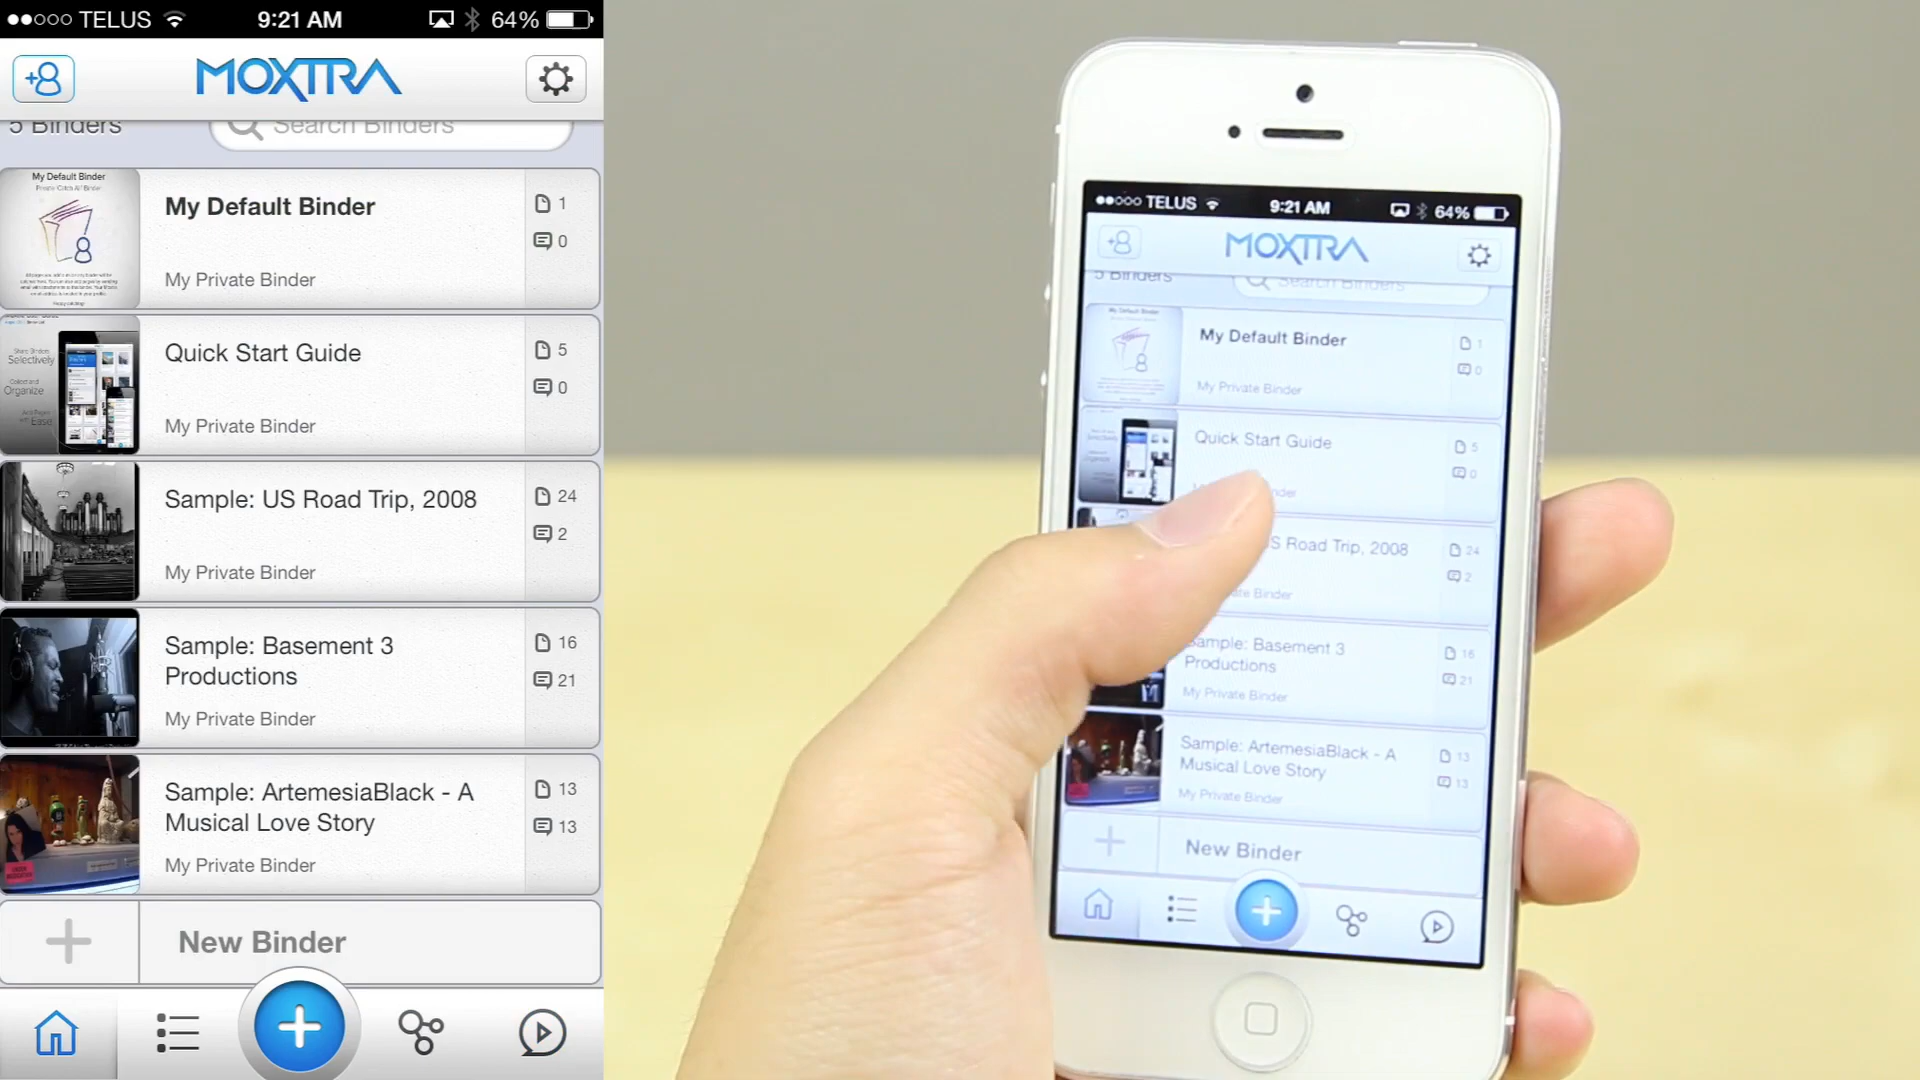 TELUS 9:21 AM 64%
MOXTRA
5 Binders Search Binders
My Default Binder
My Default Binder
1
0
My Private Binder
Share Binders
Selectively
Collect and
Organize
Add Pages
with Ease
Quick Start Guide
5
0
My Private Binder
Sample: US Road Trip, 2008
24
2
My Private Binder
Sample: Basement 3
Productions
16
21
My Private Binder
Sample: ArtemesiaBlack - A
Musical Love Story
13
13
My Private Binder
New Binder
TELUS 9:21 AM 64%
MOXTRA
5 Binders Search Binders
My Default Binder
1
0
My Private Binder
Quick Start Guide
5
0
S Road Trip, 2008
24
2
Binder
Sample: Basement 3
Productions
16
21
My Private Binder
Sample: ArtemesiaBlack - A
Musical Love Story
13
13
My Private Binder
New Binder